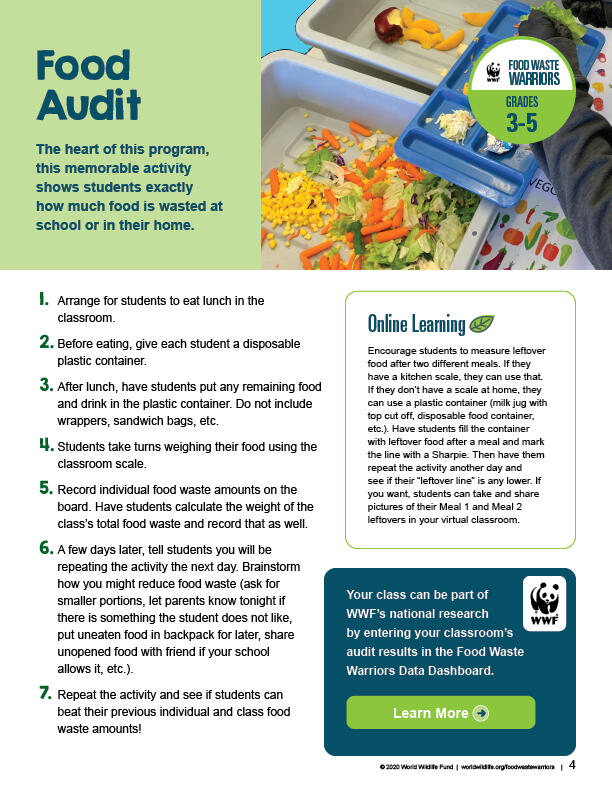 Food
Audit
The heart of this program,
this memorable activity
shows students exactly
how much food is wasted at
school or in their home.
WWF
FOOD WASTE
WARRIORS
GRADES
3-5
VEGG
1. Arrange for students to eat lunch in the
classroom.
2. Before eating, give each student a disposable
plastic container.
3. After lunch, have students put any remaining food
and drink in the plastic container. Do not include
wrappers, sandwich bags, etc.
4. Students take turns weighing their food using the
classroom scale.
5. Record individual food waste amounts on the
board. Have students calculate the weight of the
class's total food waste and record that as well.
6. A few days later, tell students you will be
repeating the activity the next day. Brainstorm
how you might reduce food waste (ask for
smaller portions, let parents know tonight if
there is something the student does not like,
put uneaten food in backpack for later, share
unopened food with friend if your school
allows it, etc.).
7. Repeat the activity and see if students can
beat their previous individual and class food
waste amounts!
Online Learning
Encourage students to measure leftover
food after two different meals. If they
have a kitchen scale, they can use that.
If they don't have a scale at home, they
can use a plastic container (milk jug with
top cut off, disposable food container,
etc.). Have students fill the container
with leftover food after a meal and mark
the line with a Sharpie. Then have them
repeat the activity another day and
see if their "leftover line" is any lower. If
you want, students can take and share
pictures of their Meal 1 and Meal 2
leftovers in your virtual classroom.
Your class can be part of
WWF's national research
by entering your classroom's
audit results in the Food Waste
Warriors Data Dashboard.
WWF
Learn More
© 2020 World Wildlife Fund | worldwildlife.org/foodwastewarriors | 4